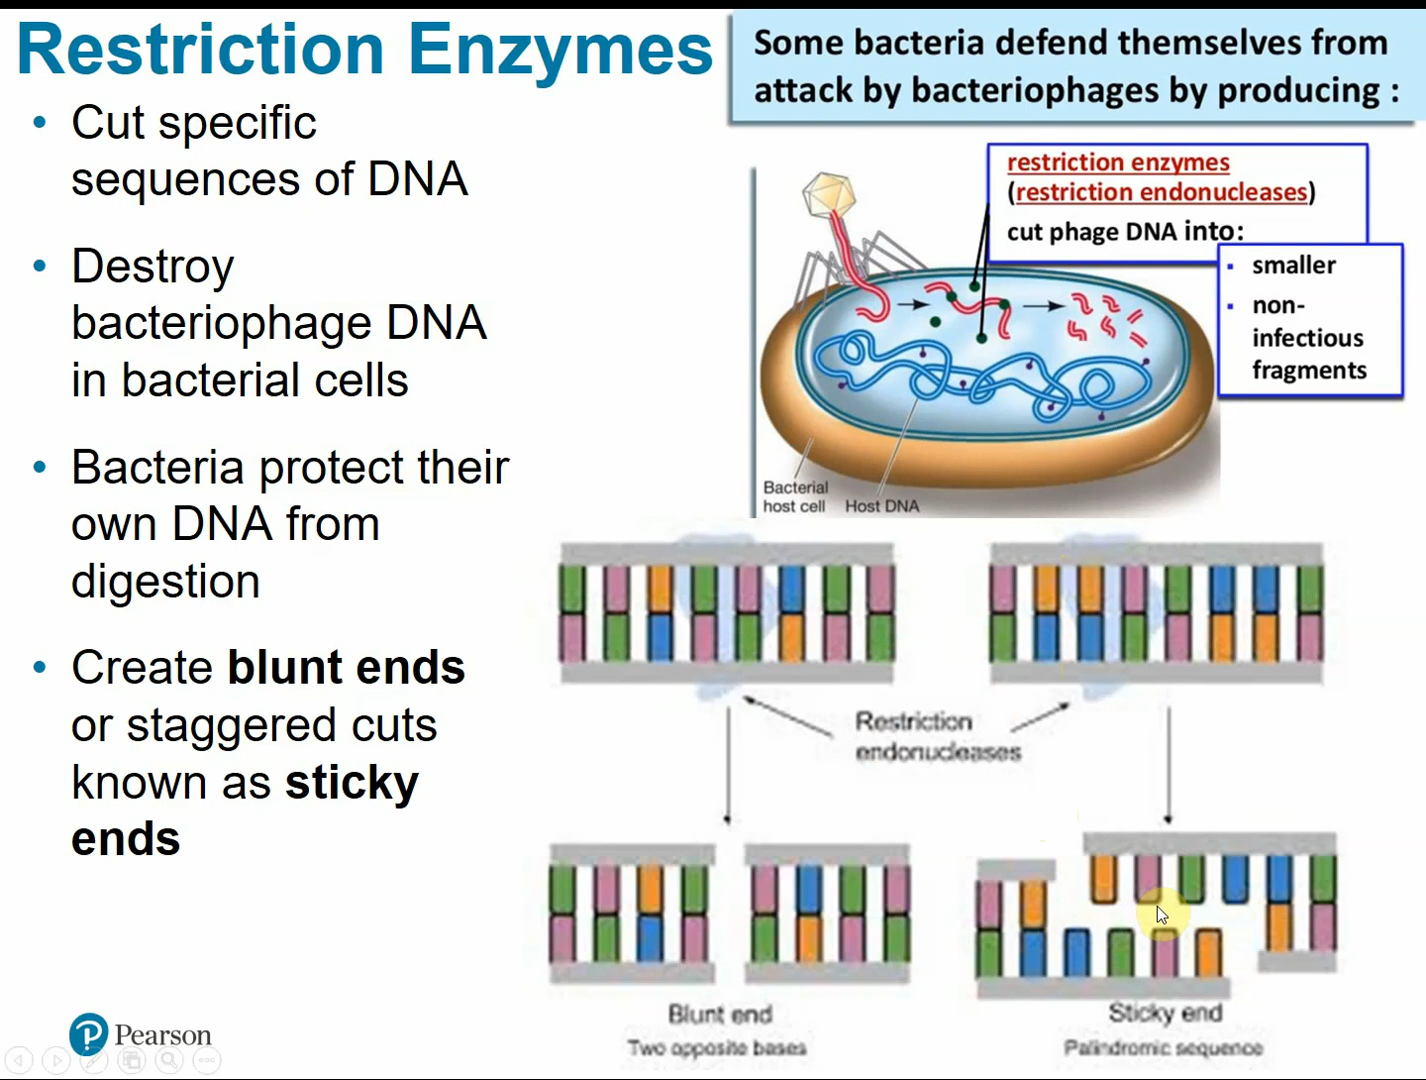 Restriction Enzymes
• Cut specific
sequences of DNA
• Destroy
bacteriophage DNA
in bacterial cells
• Bacteria protect their
own DNA from
digestion
• Create blunt ends
or staggered cuts
known as sticky
ends
Some bacteria defend themselves from
attack by bacteriophages by producing :
restriction enzymes
(restriction endonucleases)
cut phage DNA into:
▪ smaller
▪ non-
infectious
fragments
Bacterial
host cell
Host DNA
Restriction
endonucleases
Blunt end
Two opposite bases
Sticky end
Palindromic sequence
P Pearson